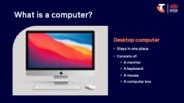 What is a computer?
Desktop computer
• Stays in one place
• Consists of:
• A monitor
• A keyboard
• A mouse
• A computer box